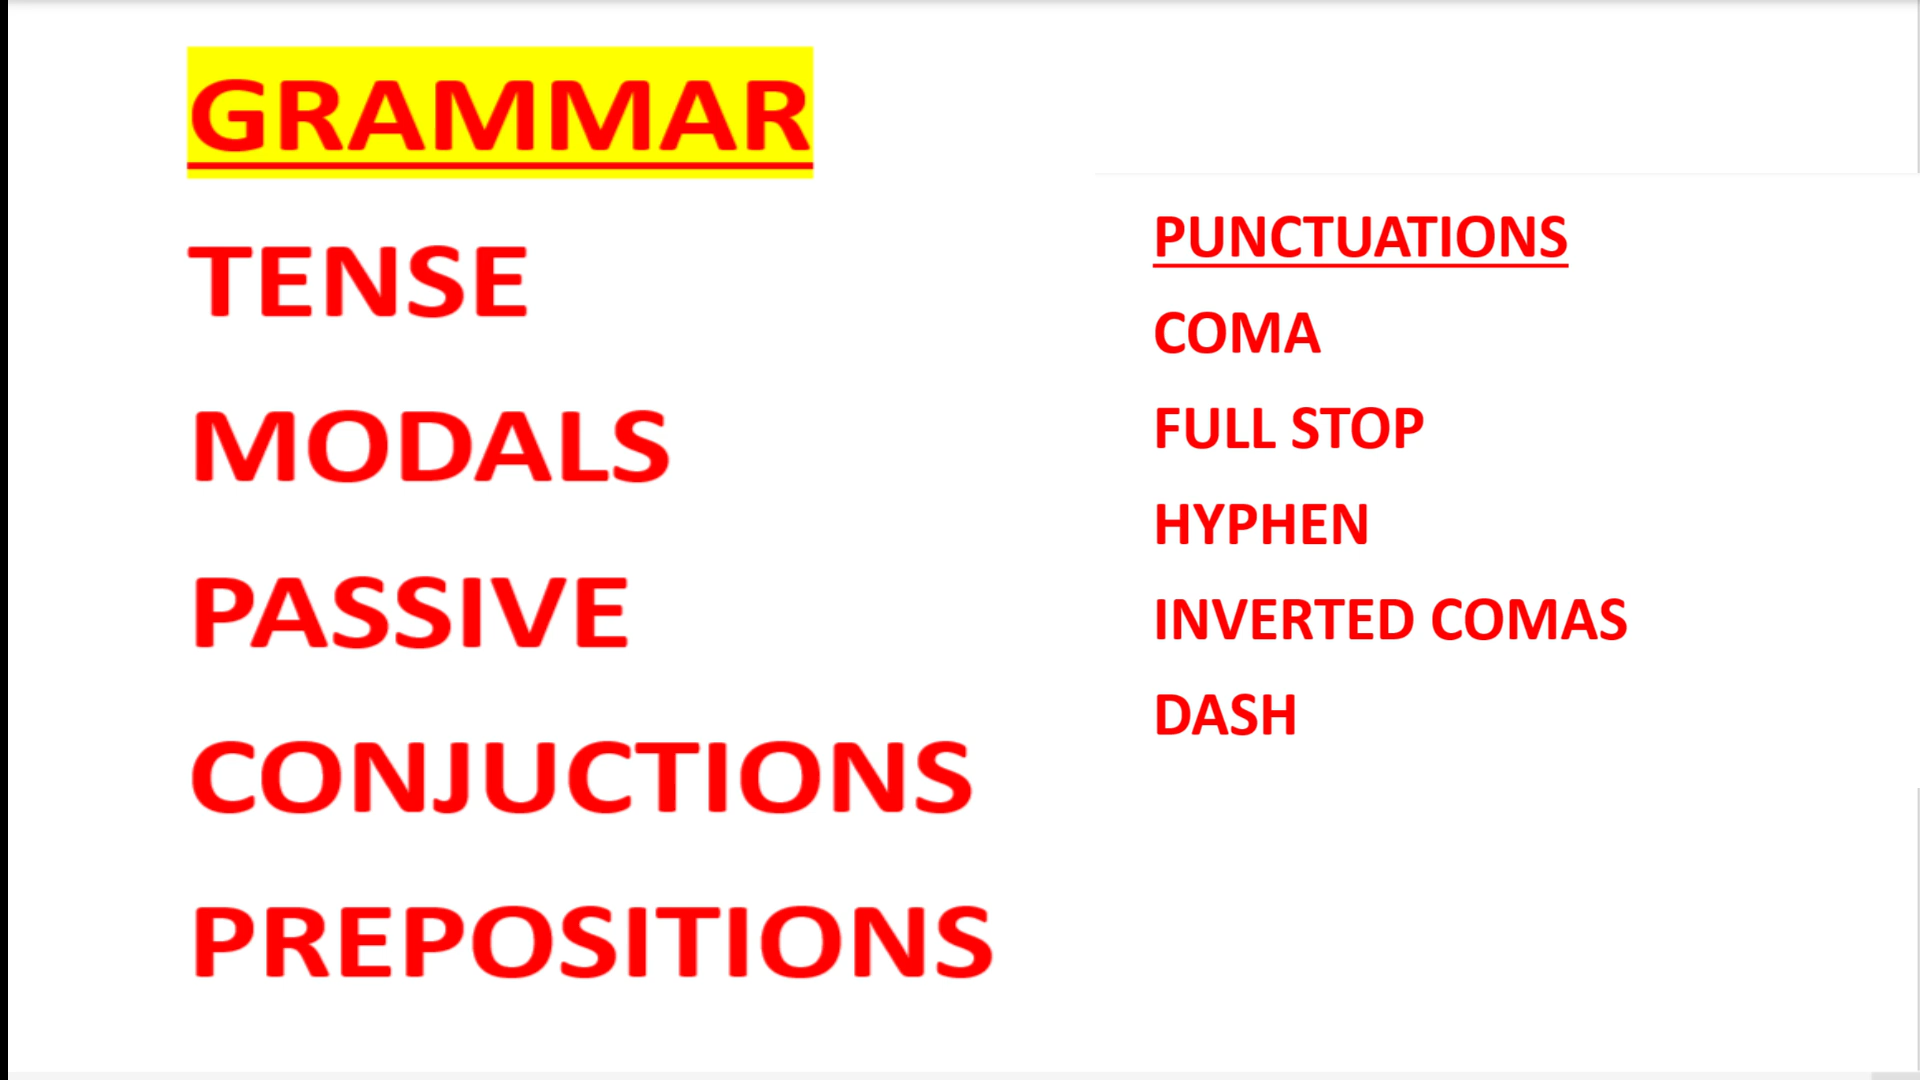 GRAMMAR
TENSE
MODALS
PASSIVE
CONJUCTIONS
PREPOSITIONS
PUNCTUATIONS
COMA
FULL STOP
HYPHEN
INVERTED COMAS
DASH